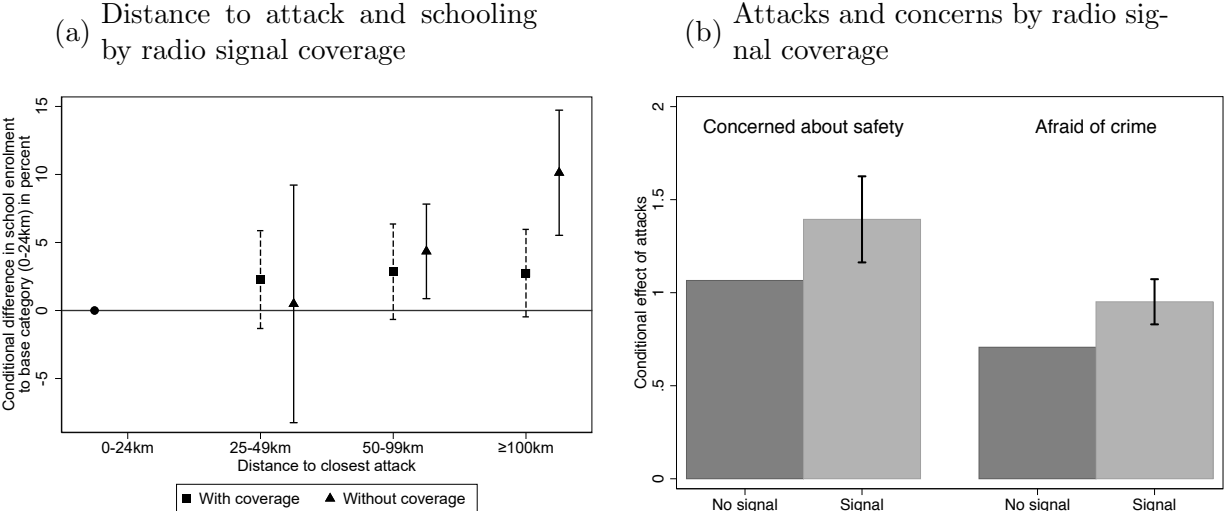 (a) Distance to attack and schooling
by radio signal coverage
Conditional difference in school enrolment
to base category (0-24km) in percent
15
10
5
0
-5
0-24km 25-49km 50-99km ≥100km
Distance to closest attack
With coverage Without coverage
(b) Attacks and concerns by radio sig-
nal coverage
Conditional effect of attacks
2
1.5
1
.5
0
Concerned about safety Afraid of crime
No signal Signal No signal Signal